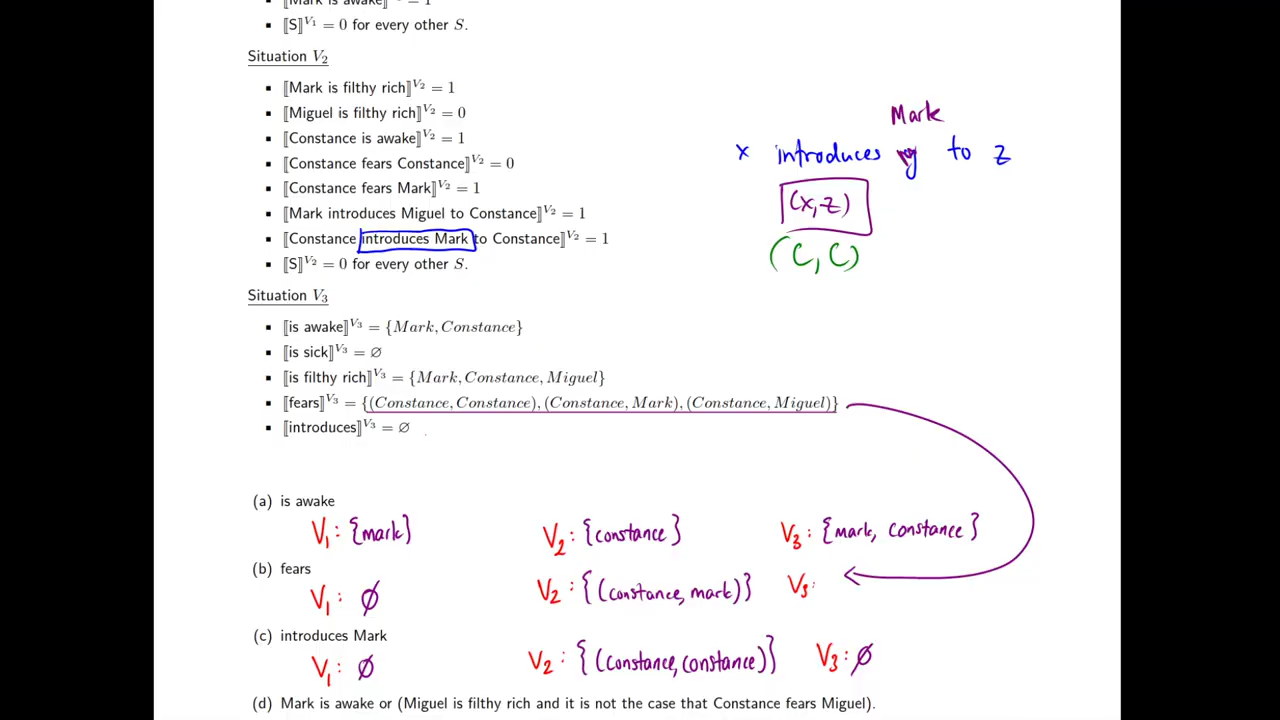 ⟦Mark is awake⟧^V₁ = 1
▪ ⟦S⟧^V₁ = 0 for every other S.
Situation V₂
▪ ⟦Mark is filthy rich⟧^V₂ = 1
▪ ⟦Miguel is filthy rich⟧^V₂ = 0
▪ ⟦Constance is awake⟧^V₂ = 1
▪ ⟦Constance fears Constance⟧^V₂ = 0
▪ ⟦Constance fears Mark⟧^V₂ = 1
▪ ⟦Mark introduces Miguel to Constance⟧^V₂ = 1
▪ ⟦Constance introduces Mark to Constance⟧^V₂ = 1
▪ ⟦S⟧^V₂ = 0 for every other S.
Mark
x introduces y to z
(x,z)
(C, C)
Situation V₃
▪ ⟦is awake⟧^V₃ = {Mark, Constance}
▪ ⟦is sick⟧^V₃ = ∅
▪ ⟦is filthy rich⟧^V₃ = {Mark, Constance, Miguel}
▪ ⟦fears⟧^V₃ = {(Constance, Constance), (Constance, Mark), (Constance, Miguel)}
▪ ⟦introduces⟧^V₃ = ∅
(a) is awake
V₁: {mark} V₂: {constance} V₃: {mark, constance}
(b) fears
V₁: ∅ V₂: {(constance, mark)} V₃:
(c) introduces Mark
V₁: ∅ V₂: {(constance, constance)} V₃: ∅
(d) Mark is awake or (Miguel is filthy rich and it is not the case that Constance fears Miguel).